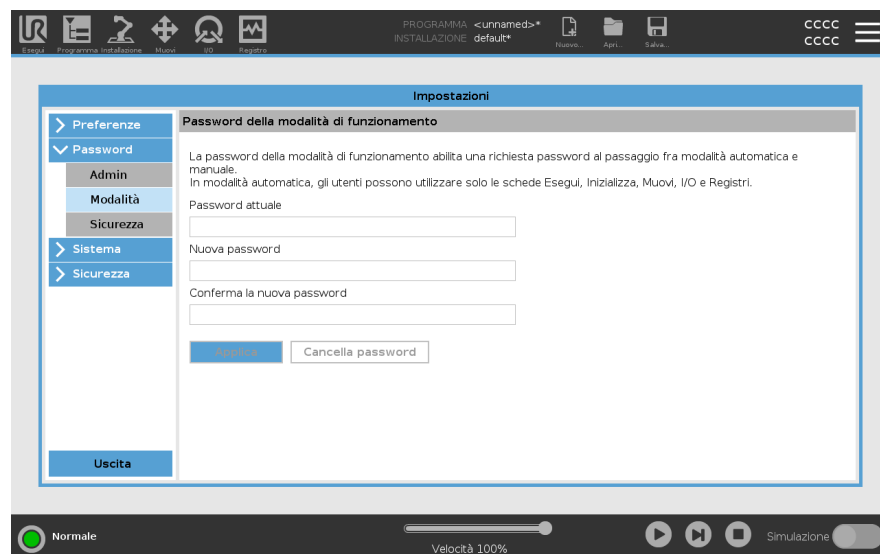 PROGRAMMA <unnamed>*
INSTALLAZIONE default*
Esegui Programma Installazione Muovi I/O Registro Nuovo... Apri... Salva...
CCCC
CCCC
Impostazioni
Preferenze
Password
Admin
Modalità
Sicurezza
Sistema
Sicurezza
Uscita
Password della modalità di funzionamento
La password della modalità di funzionamento abilita una richiesta password al passaggio fra modalità automatica e
manuale.
In modalità automatica, gli utenti possono utilizzare solo le schede Esegui, Inizializza, Muovi, I/O e Registri.
Password attuale
Nuova password
Conferma la nuova password
Applica Cancella password
Normale
Velocità 100%
Simulazione